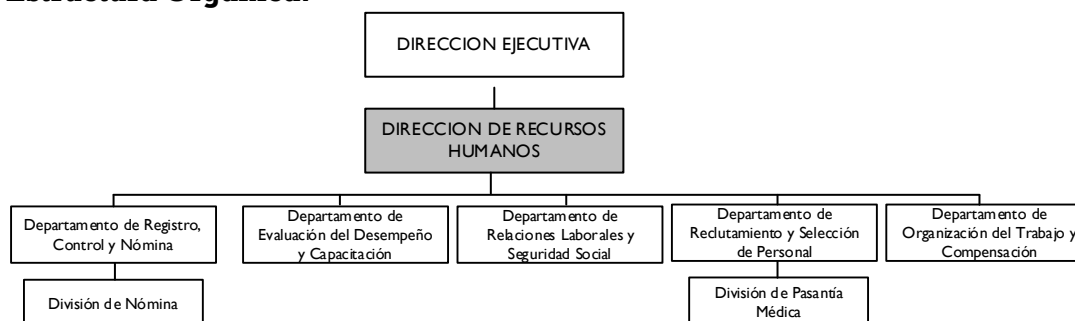 DIRECCION EJECUTIVA
DIRECCION DE RECURSOS
HUMANOS
Departamento de Registro,
Control y Nómina
Departamento de
Evaluación del Desempeño
y Capacitación
Departamento de
Relaciones Laborales y
Seguridad Social
Departamento de
Reclutamiento y Selección
de Personal
Departamento de
Organización del Trabajo y
Compensación
División de Nómina
División de Pasantía
Médica